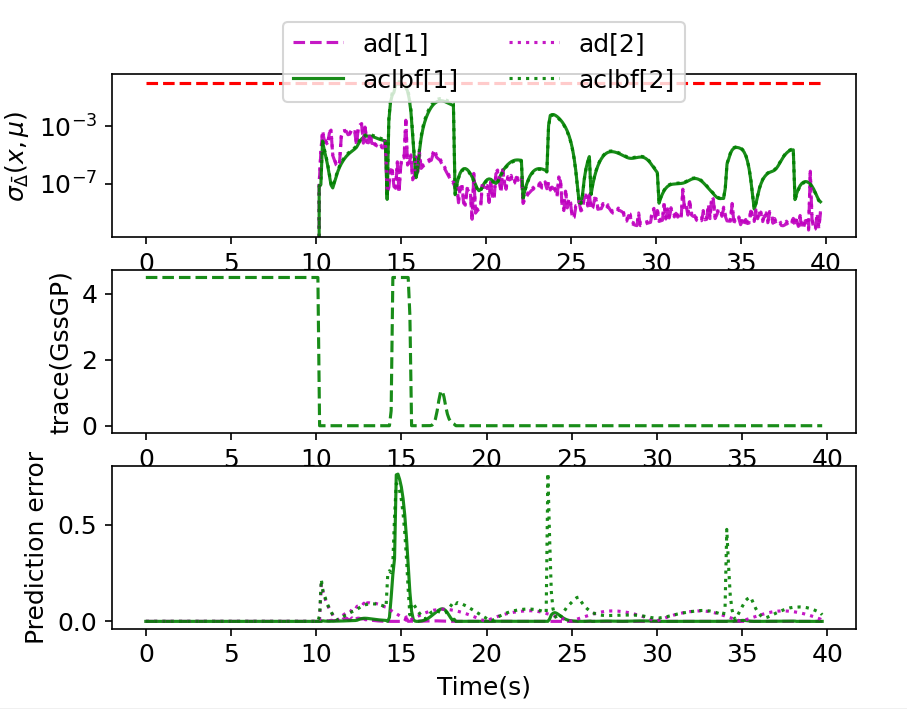 ad[1] ad[2]
aclbf[1] aclbf[2]
σ_Δ(x, μ)
10⁻³
10⁻⁷
0 5 10 15 20 25 30 35 40
trace(GssGP)
4
2
0
0 5 10 15 20 25 30 35 40
Prediction error
0.5
0.0
0 5 10 15 20 25 30 35 40
Time(s)